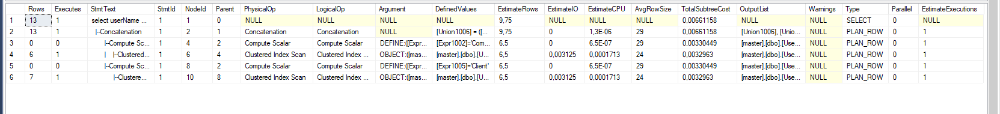 Rows Executes StmtText StmtId NodeId Parent PhysicalOp LogicalOp Argument DefinedValues EstimateRows EstimateIO EstimateCPU AvgRowSize TotalSubtreeCost OutputList Warnings Type Parallel EstimateExecutions
1 13 1 select userName ... 1 1 0 NULL NULL NULL NULL 9,75 NULL NULL NULL 0,00661158 NULL NULL SELECT 0 NULL
2 13 1 |--Concatenation 1 2 1 Concatenation Concatenation NULL [Union1006] = ([... 9,75 0 1,3E-06 29 0,00661158 [Union1006], [Unio... NULL PLAN_ROW 0 1
3 0 0 |--Compute Sc... 1 4 2 Compute Scalar Compute Scalar DEFINE:([Expr... [Expr1002]='Com... 6,5 0 6,5E-07 29 0,00330449 [master].[dbo].[Use... NULL PLAN_ROW 0 1
4 6 1 | |--Clustered... 1 6 4 Clustered Index Scan Clustered Index ... OBJECT:([mas... [master].[dbo].[U... 6,5 0,003125 0,0001713 24 0,0032963 [master].[dbo].[Use... NULL PLAN_ROW 0 1
5 0 0 |--Compute Sc... 1 8 2 Compute Scalar Compute Scalar DEFINE:([Expr... [Expr1005]='Client' 6,5 0 6,5E-07 29 0,00330449 [master].[dbo].[Use... NULL PLAN_ROW 0 1
6 7 1 |--Clustere... 1 10 8 Clustered Index Scan Clustered Index ... OBJECT:([mas... [master].[dbo].[U... 6,5 0,003125 0,0001713 24 0,0032963 [master].[dbo].[Use... NULL PLAN_ROW 0 1